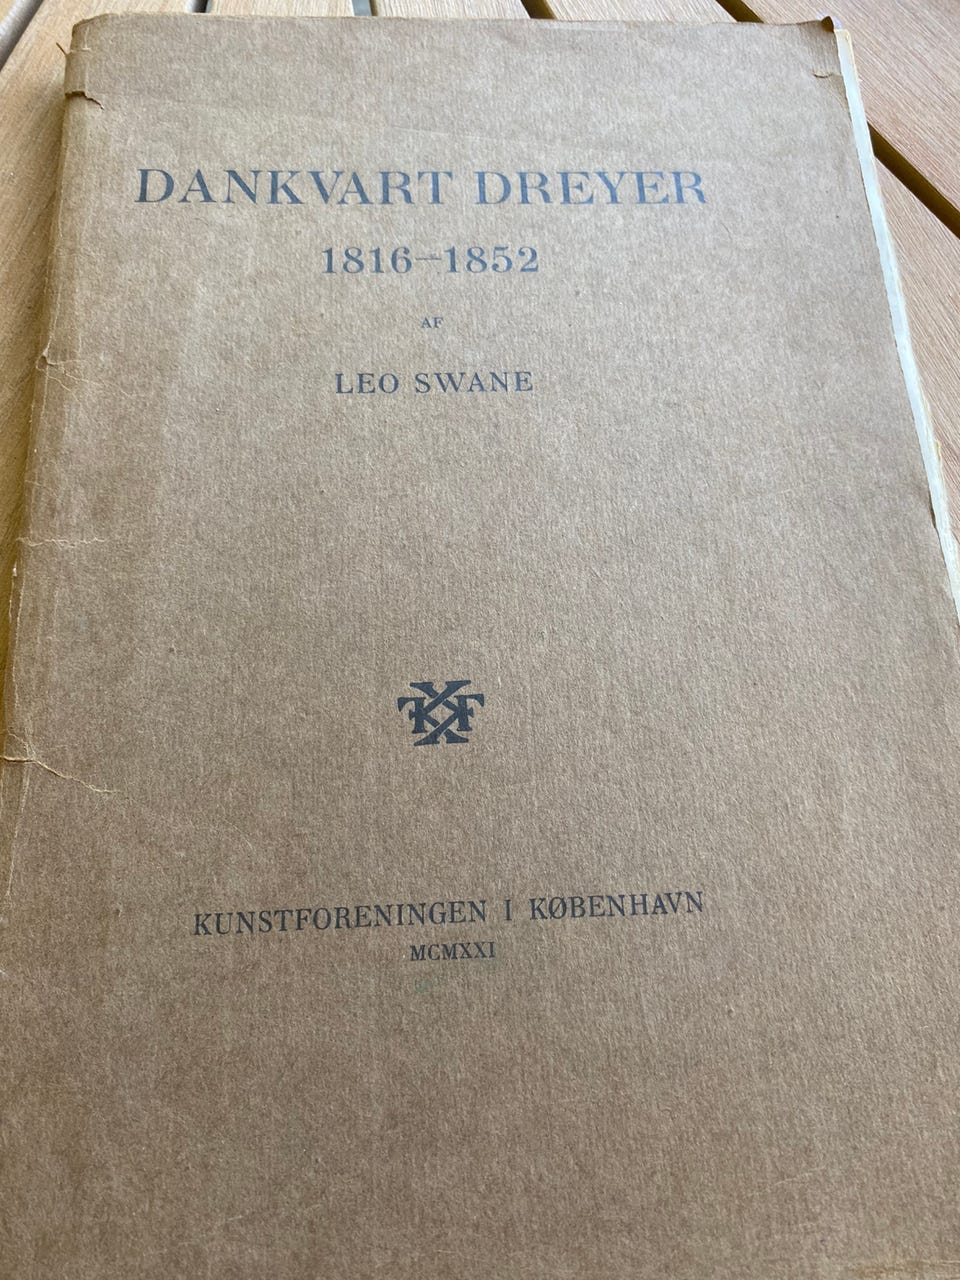 DANKVART DREYER
1816-1852
AF
LEO SWANE
KUNSTFORENINGEN I KØBENHAVN
MCMXXI